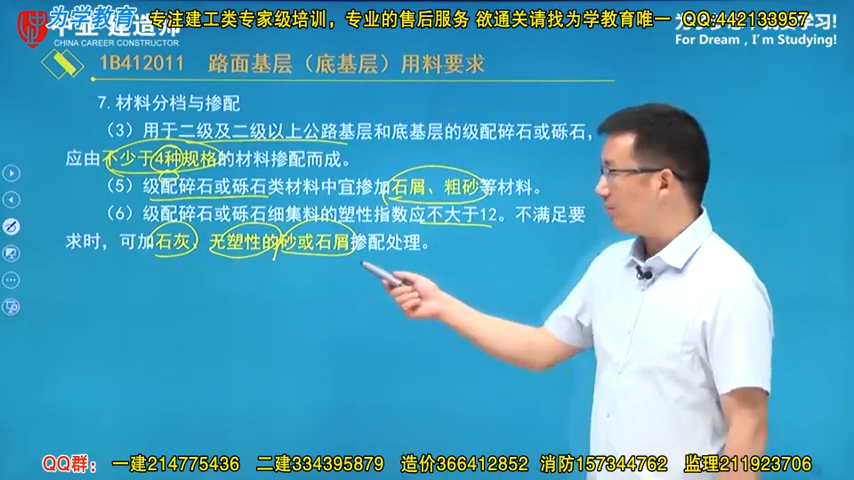 为学教育 专注建工类专家级培训，专业的售后服务 欲通关请找为学教育唯一 QQ:442133957
CHINA CAREER CONSTRUCTOR
For Dream, I'm Studying!
1B412011 路面基层（底基层）用料要求
7. 材料分档与掺配
（3）用于二级及二级以上公路基层和底基层的级配碎石或砾石，
应由不少于4种规格的材料掺配而成。
（5）级配碎石或砾石类材料中宜掺加石屑、粗砂等材料。
（6）级配碎石或砾石细集料的塑性指数应不大于12。不满足要
求时，可加石灰、无塑性的砂或石屑掺配处理。
QQ群： 一建214775436 二建334395879 造价366412852 消防157344762 监理211923706